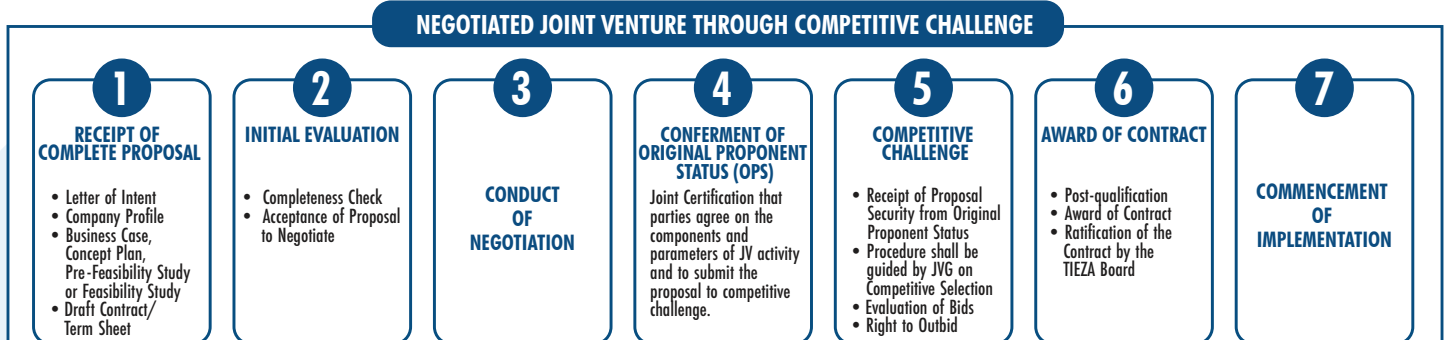 NEGOTIATED JOINT VENTURE THROUGH COMPETITIVE CHALLENGE
1
RECEIPT OF
COMPLETE PROPOSAL
• Letter of Intent
• Company Profile
• Business Case,
Concept Plan,
Pre-Feasibility Study
or Feasibility Study
• Draft Contract/
Term Sheet
2
INITIAL EVALUATION
• Completeness Check
• Acceptance of Proposal
to Negotiate
3
CONDUCT
OF
NEGOTIATION
4
CONFERMENT OF
ORIGINAL PROPONENT
STATUS (OPS)
Joint Certification that
parties agree on the
components and
parameters of JV activity
and to submit the
proposal to competitive
challenge.
5
COMPETITIVE
CHALLENGE
• Receipt of Proposal
Security from Original
Proponent Status
• Procedure shall be
guided by JVG on
Competitive Selection
• Evaluation of Bids
• Right to Outbid
6
AWARD OF CONTRACT
• Post-qualification
• Award of Contract
• Ratification of the
Contract by the
TIEZA Board
7
COMMENCEMENT
OF
IMPLEMENTATION